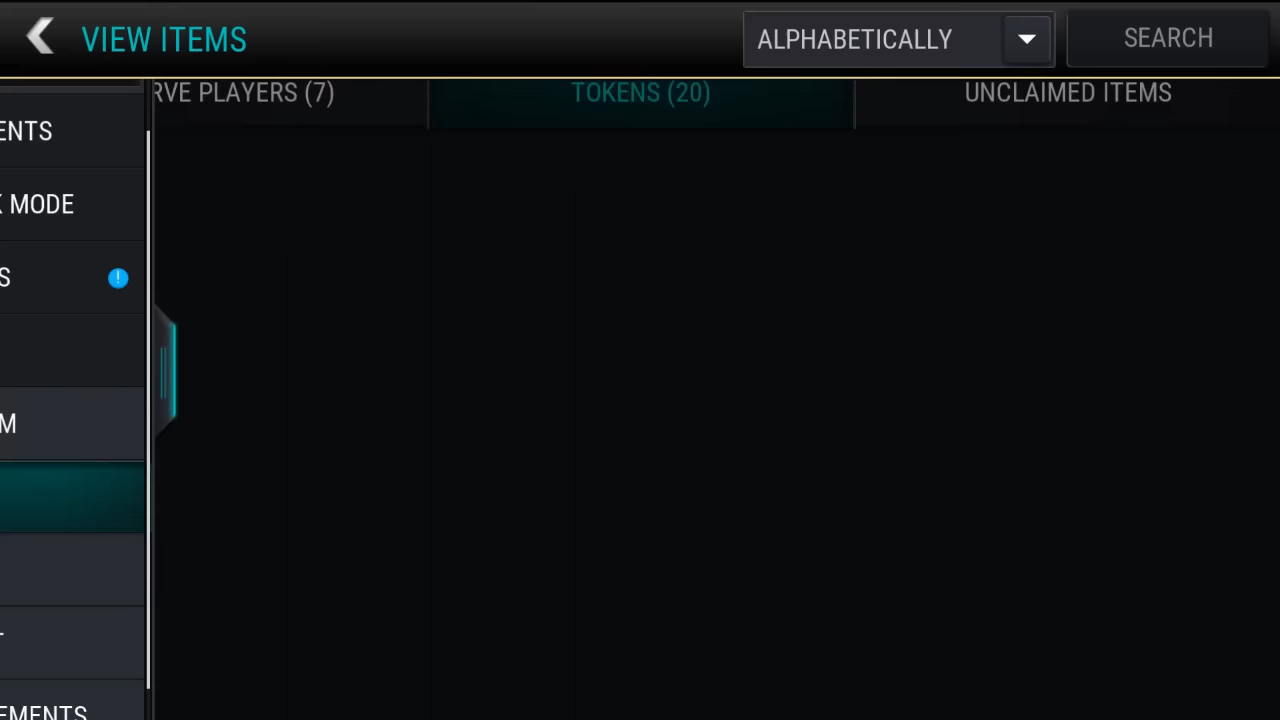 VIEW ITEMS
ALPHABETICALLY
SEARCH
RVE PLAYERS (7)
TOKENS (20)
UNCLAIMED ITEMS
ENTS
K MODE
S
!
M
T
EMENTS